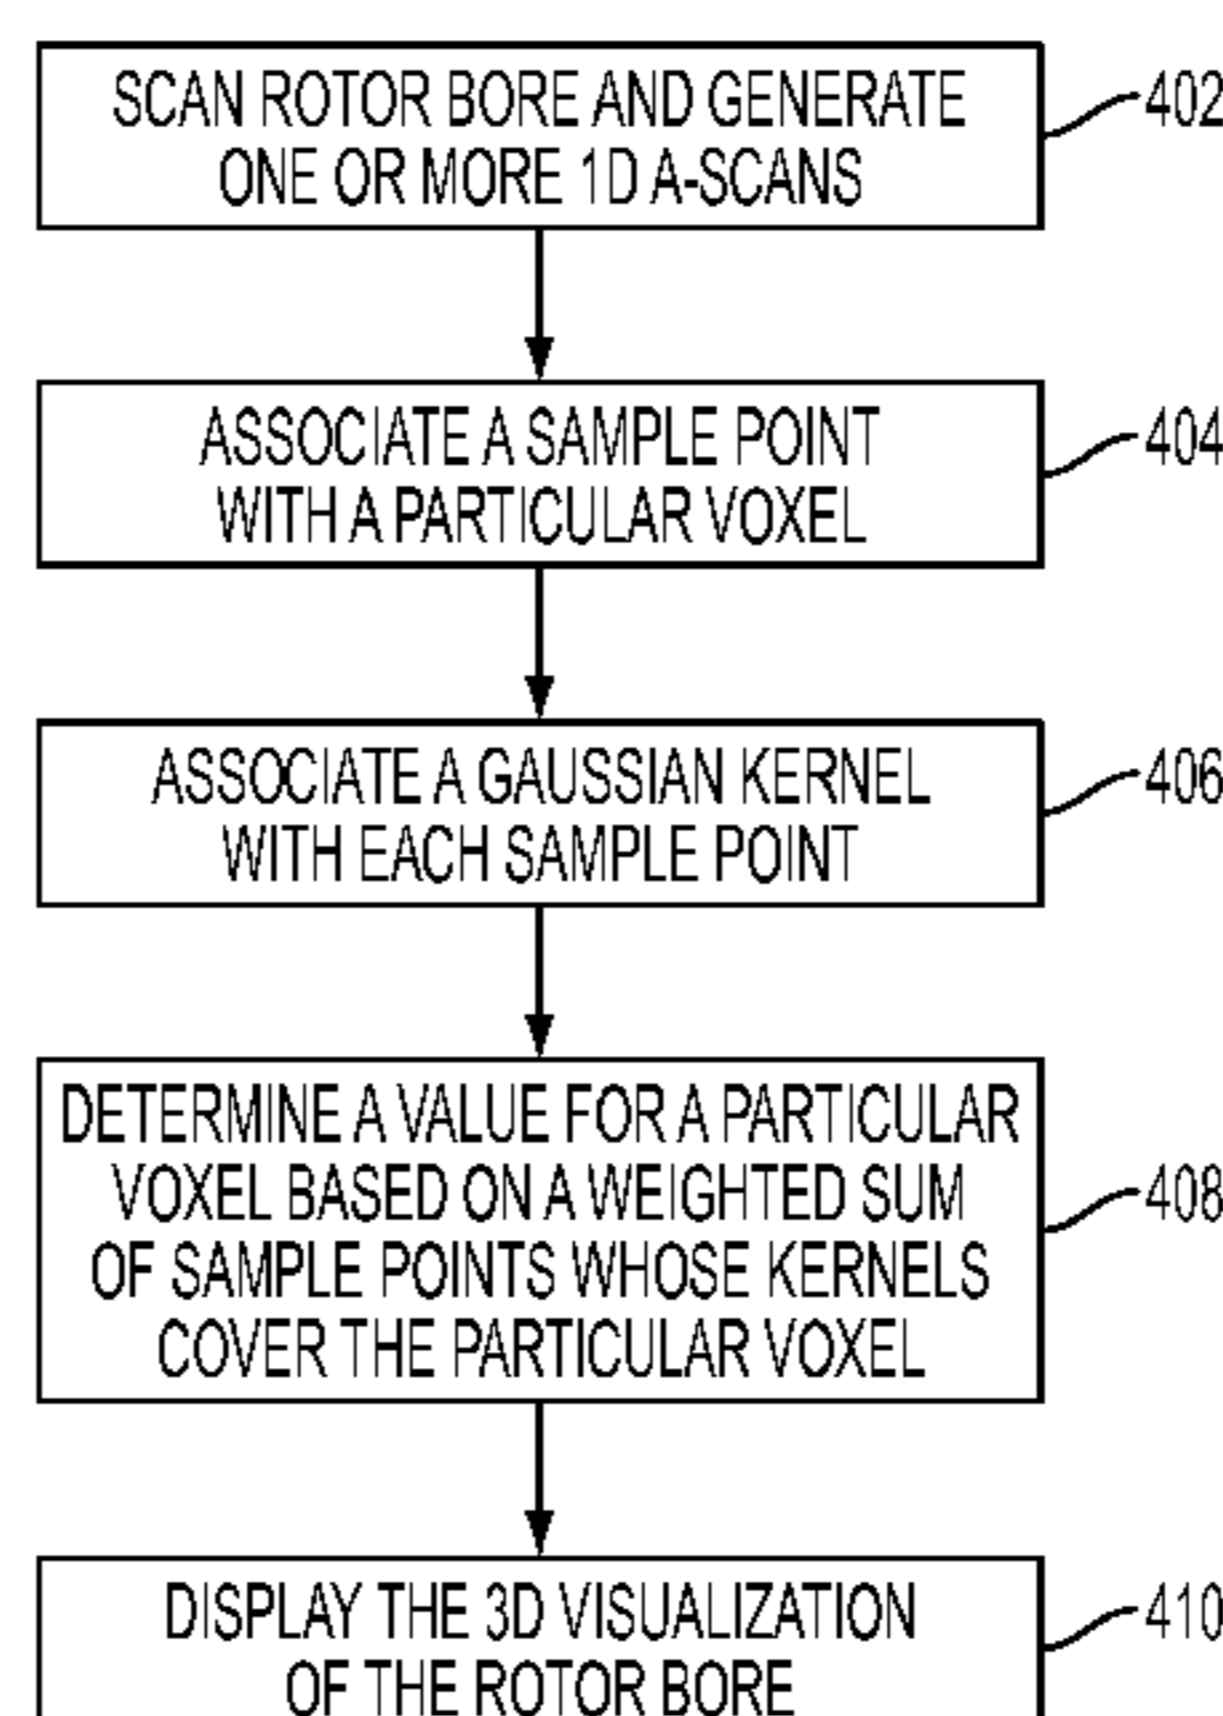 SCAN ROTOR BORE AND GENERATE
ONE OR MORE 1D A-SCANS
402
ASSOCIATE A SAMPLE POINT
WITH A PARTICULAR VOXEL
404
ASSOCIATE A GAUSSIAN KERNEL
WITH EACH SAMPLE POINT
406
DETERMINE A VALUE FOR A PARTICULAR
VOXEL BASED ON A WEIGHTED SUM
OF SAMPLE POINTS WHOSE KERNELS
COVER THE PARTICULAR VOXEL
408
DISPLAY THE 3D VISUALIZATION
OF THE ROTOR BORE
410